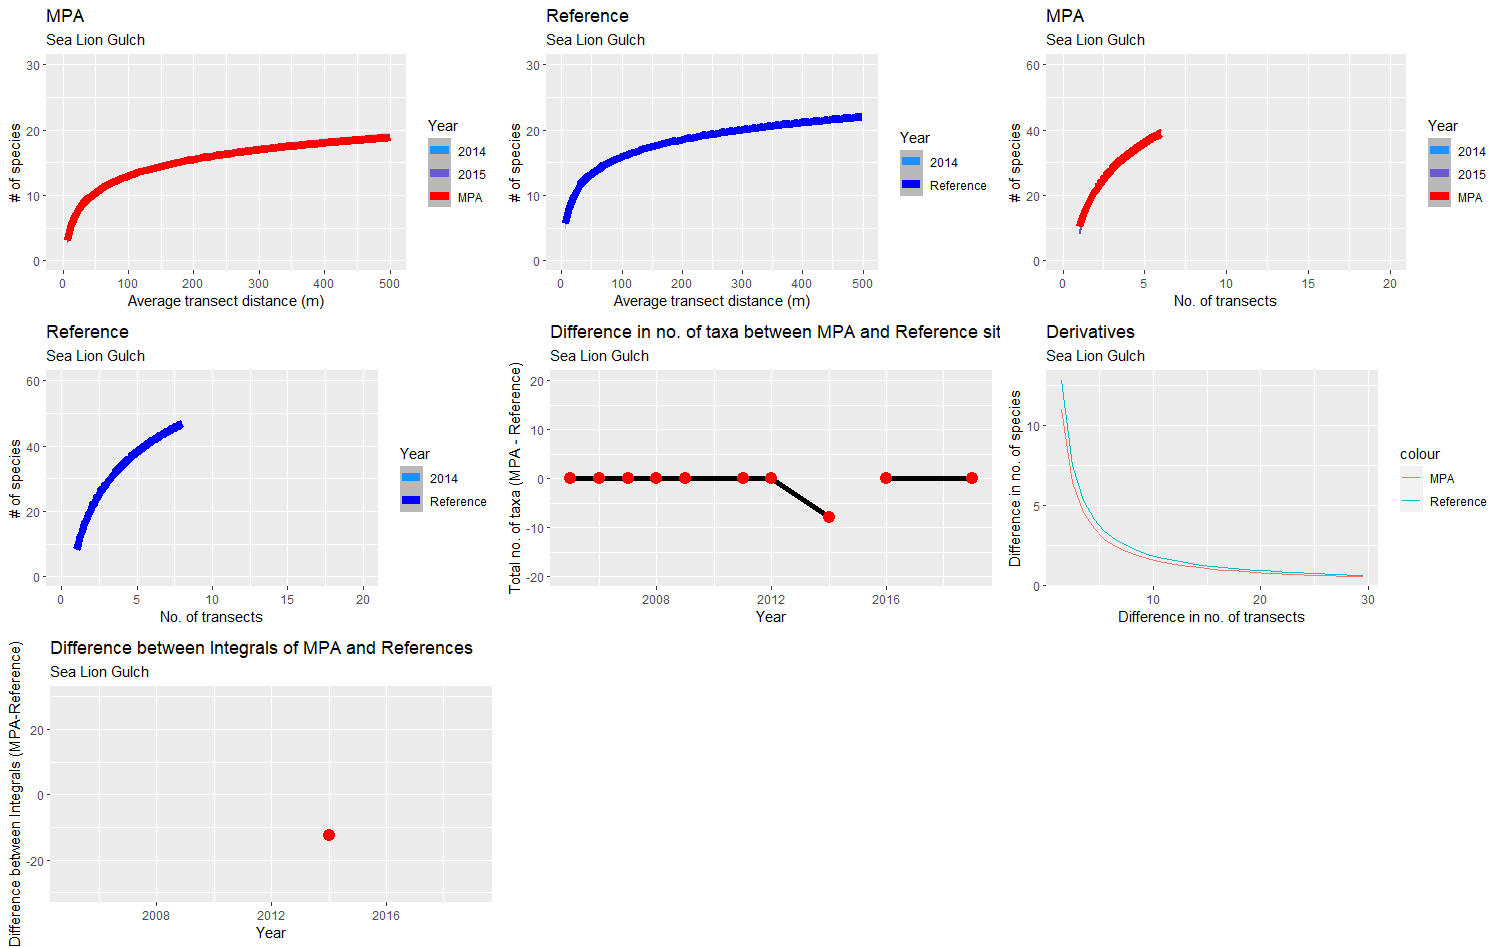 MPA
Sea Lion Gulch
# of species
30
20
10
0
0 100 200 300 400 500
Average transect distance (m)
Year
2014
2015
MPA
Reference
Sea Lion Gulch
# of species
30
20
10
0
0 100 200 300 400 500
Average transect distance (m)
Year
2014
Reference
MPA
Sea Lion Gulch
# of species
60
40
20
0
0 5 10 15 20
No. of transects
Year
2014
2015
MPA
Reference
Sea Lion Gulch
# of species
60
40
20
0
0 5 10 15 20
No. of transects
Year
2014
Reference
Difference in no. of taxa between MPA and Reference sit
Sea Lion Gulch
Total no. of taxa (MPA - Reference)
20
10
0
-10
-20
2008 2012 2016
Year
Derivatives
Sea Lion Gulch
Difference in no. of species
10
5
0
10 20 30
Difference in no. of transects
colour
MPA
Reference
Difference between Integrals of MPA and References
Sea Lion Gulch
Difference between Integrals (MPA-Reference)
20
0
-20
2008 2012 2016
Year